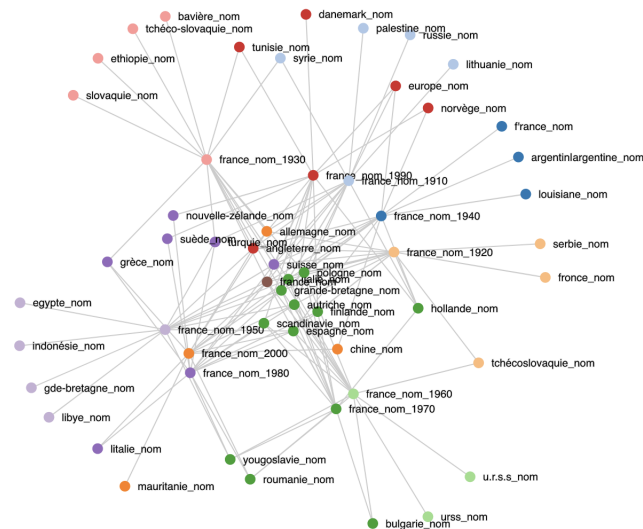 bavière_nom
danemark_nom
tchéco-slovaquie_nom
palestine_nom
russie_nom
tunisie_nom
syrie_nom
ethiopie_nom
lithuanie_nom
europe_nom
slovaquie_nom
norvège_nom
f'rance_nom
france_nom_1930
argentinlargentine_nom
france_nom_1990
france_nom_1910
louisiane_nom
nouvelle-zélande_nom
france_nom_1940
allemagne_nom
suède_nom
turquie_nom
serbie_nom
angleterre_nom
france_nom_1920
grèce_nom
suisse_nom
pologne_nom
fronce_nom
italie_nom
france_nom
grande-bretagne_nom
egypte_nom
autriche_nom
hollande_nom
finlande_nom
scandinavie_nom
france_nom_1950
espagne_nom
indonésie_nom
chine_nom
france_nom_2000
tchécoslovaquie_nom
france_nom_1980
gde-bretagne_nom
france_nom_1960
france_nom_1970
libye_nom
litalie_nom
yougoslavie_nom
u.r.s.s_nom
roumanie_nom
mauritanie_nom
urss_nom
bulgarie_nom